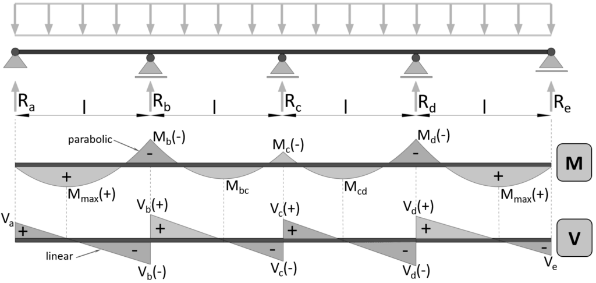 Ra l Rb l Rc l Rd l Re
parabolic Mb(-) Mc(-) Md(-)
+ - - + M
Mmax(+) Mbc Mcd Mmax(+)
Va Vb(+) Vc(+) Vd(+)
+ + + + V
- - - -
linear Vb(-) Vc(-) Vd(-) Ve